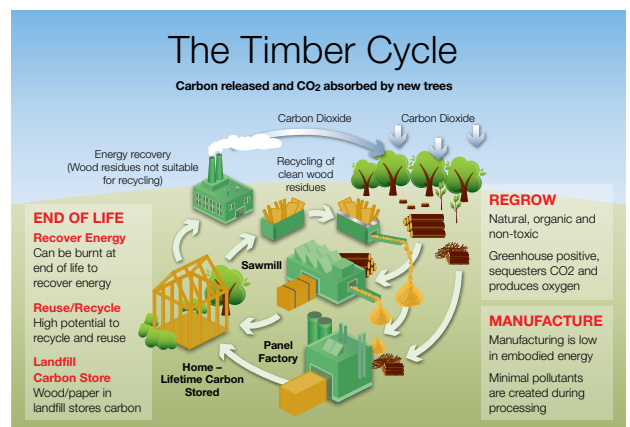 The Timber Cycle
Carbon released and CO2 absorbed by new trees
Carbon Dioxide
Carbon Dioxide
Energy recovery
(Wood residues not suitable
for recycling)
Recycling of
clean wood
residues
END OF LIFE
Recover Energy
Can be burnt at
end of life to
recover energy
Reuse/Recycle
High potential to
recycle and reuse
Landfill
Carbon Store
Wood/paper in
landfill stores carbon
Sawmill
Panel
Factory
Home –
Lifetime Carbon
Stored
REGROW
Natural, organic and
non-toxic
Greenhouse positive,
sequesters CO2 and
produces oxygen
MANUFACTURE
Manufacturing is low
in embodied energy
Minimal pollutants
are created during
processing